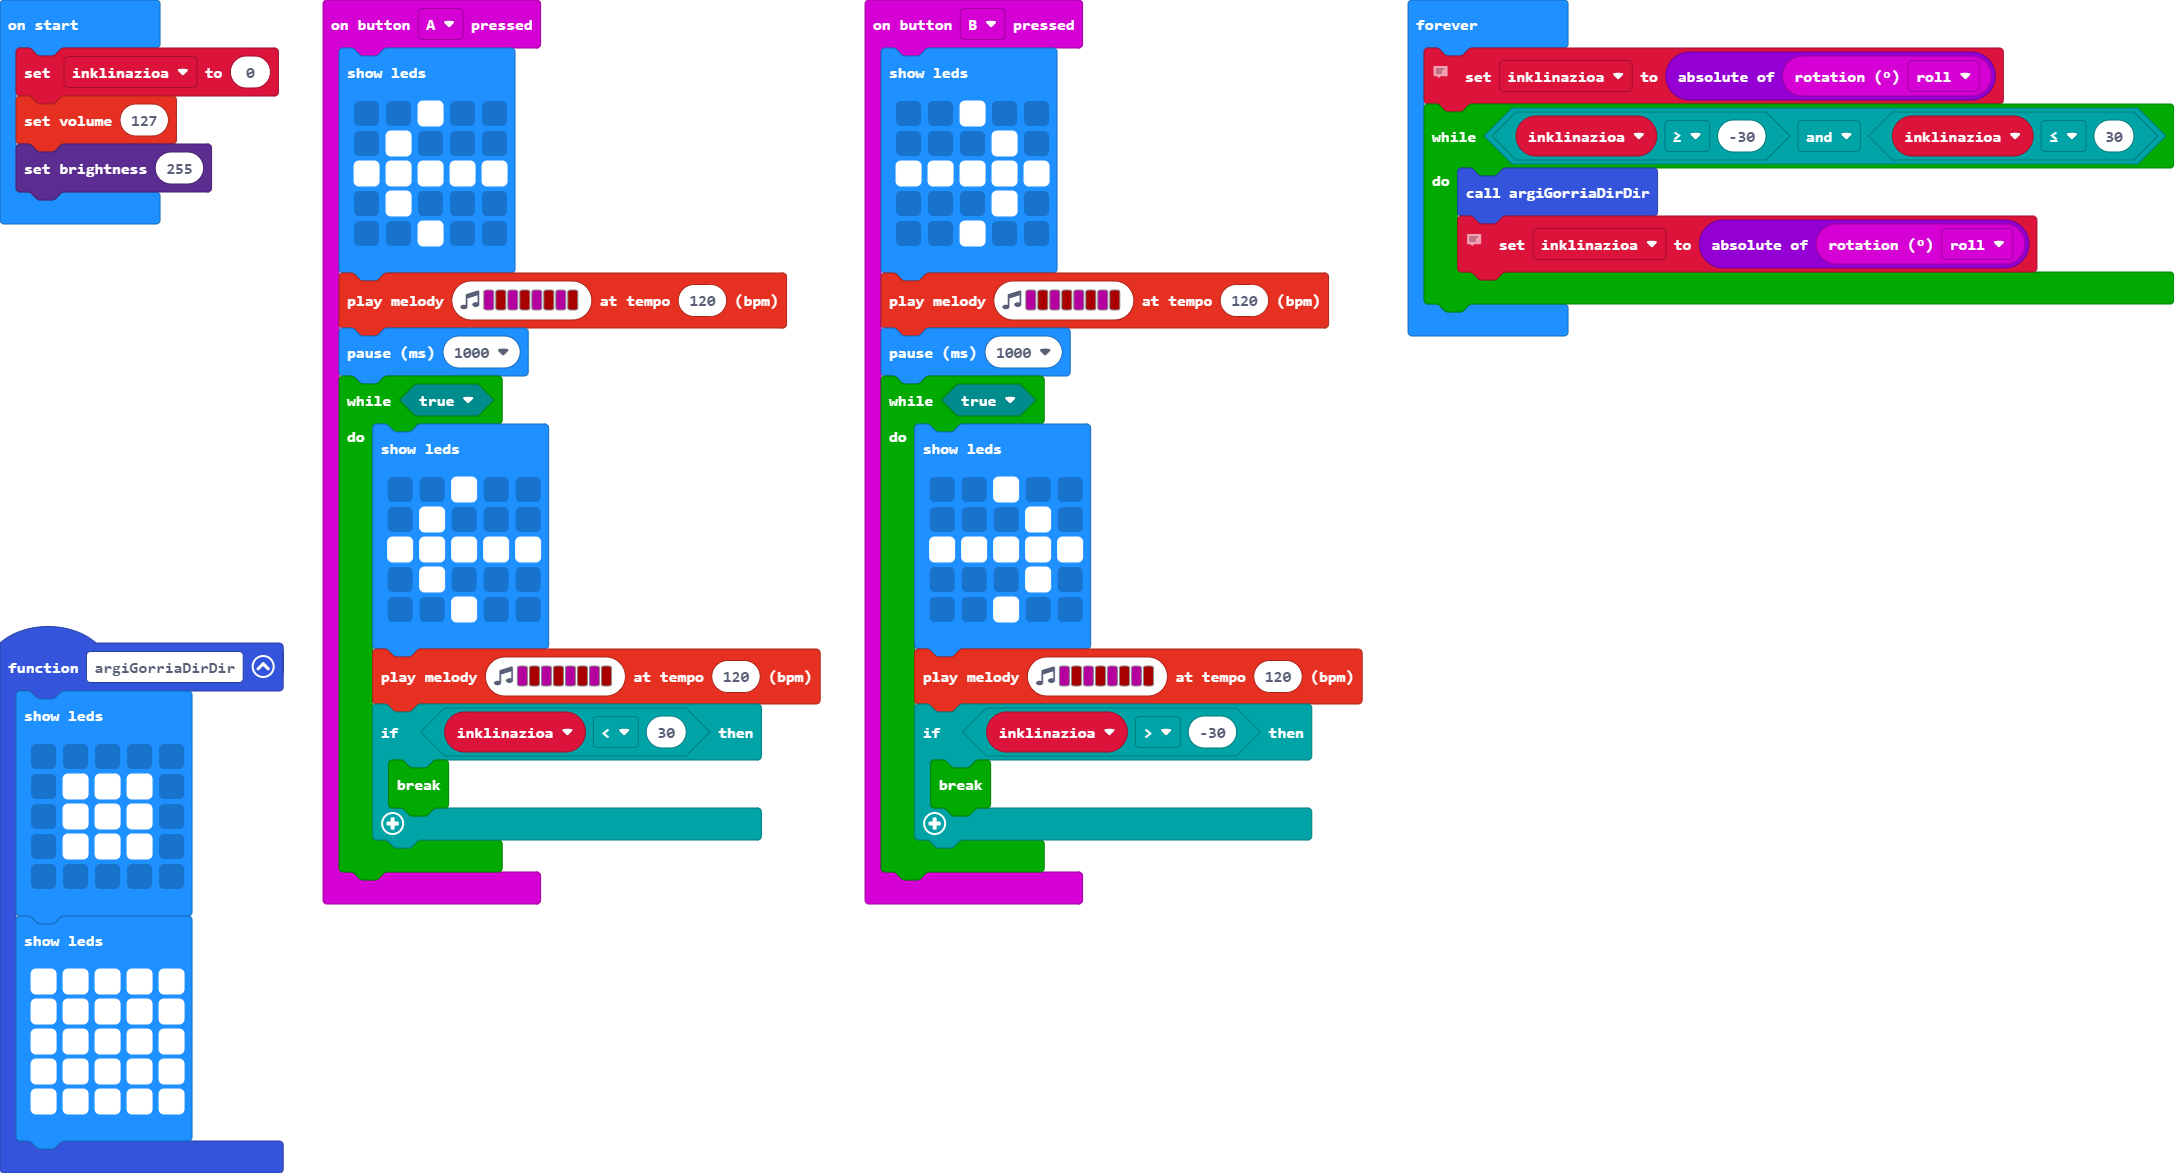 on start
set inklinazioa to 0
set volume 127
set brightness 255
function argiGorriaDirDir
show leds
show leds
on button A pressed
show leds
play melody at tempo 120 (bpm)
pause (ms) 1000
while true
do
show leds
play melody at tempo 120 (bpm)
if inklinazioa < 30 then
break
on button B pressed
show leds
play melody at tempo 120 (bpm)
pause (ms) 1000
while true
do
show leds
play melody at tempo 120 (bpm)
if inklinazioa > -30 then
break
forever
set inklinazioa to absolute of rotation (º) roll
while inklinazioa ≥ -30 and inklinazioa ≤ 30
do
call argiGorriaDirDir
set inklinazioa to absolute of rotation (º) roll